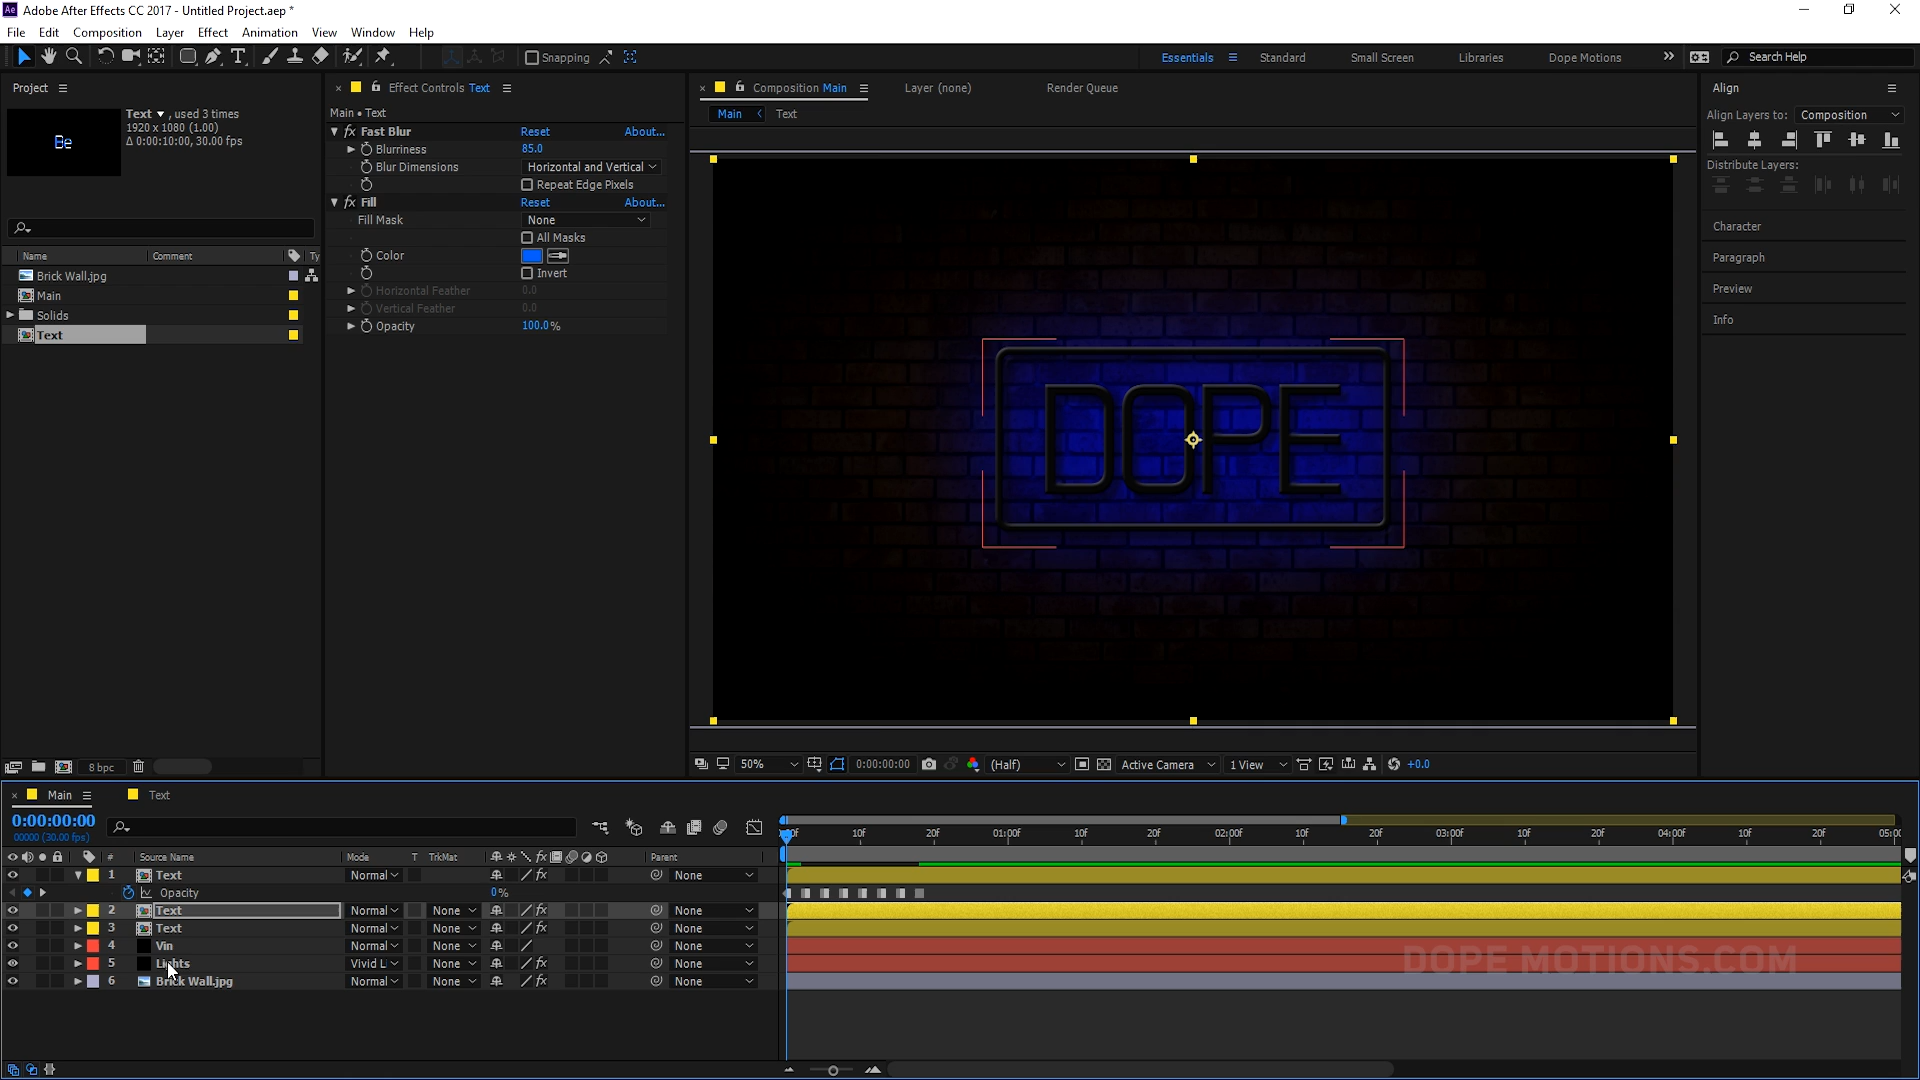 Ae Adobe After Effects CC 2017 - Untitled Project.aep *
File Edit Composition Layer Effect Animation View Window Help
Snapping Essentials Standard Small Screen Libraries Dope Motions Search Help
Project
Text , used 3 times
1920 x 1080 (1.00)
Δ 0:00:10:00, 30.00 fps
Be
Name Comment Ty
Brick Wall.jpg
Main
Solids
Text
8 bpc
Effect Controls Text
Main • Text
fx Fast Blur Reset About...
Blurriness 85.0
Blur Dimensions Horizontal and Vertical
Repeat Edge Pixels
fx Fill Reset About...
Fill Mask None
All Masks
Color
Invert
Horizontal Feather 0.0
Vertical Feather 0.0
Opacity 100.0%
Composition Main Layer (none) Render Queue
Main Text
DOPE
50% 0:00:00:00 (Half) Active Camera 1 View +0.0
Align
Align Layers to: Composition
Distribute Layers:
Character
Paragraph
Preview
Info
Main Text
0:00:00:00
00000 (30.00 fps)
10f 20f 01:00f 10f 20f 02:00f 10f 20f 03:00f 10f 20f 04:00f 10f 20f
# Source Name Mode T TrkMat Parent
1 Text Normal None
Opacity 0%
2 Text Normal None None
3 Text Normal None None
4 Vin Normal None None
5 Lights Vivid L None None
6 Brick Wall.jpg Normal None None
DOPE MOTIONS.COM